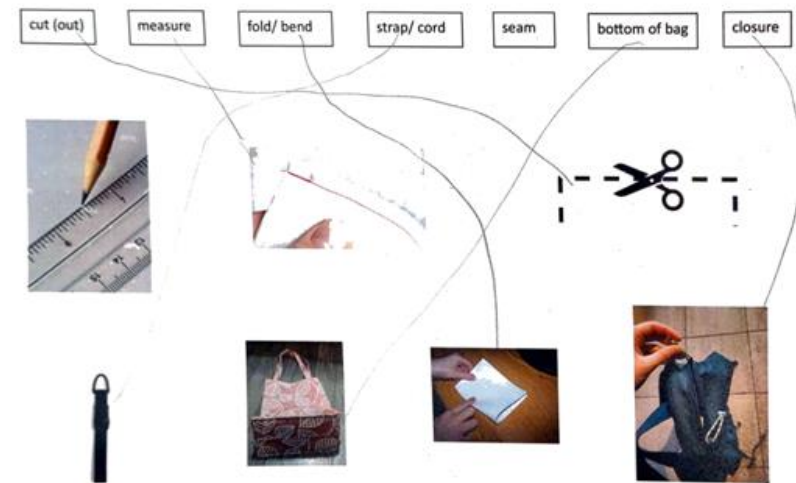 cut (out)
measure
fold/ bend
strap/ cord
seam
bottom of bag
closure